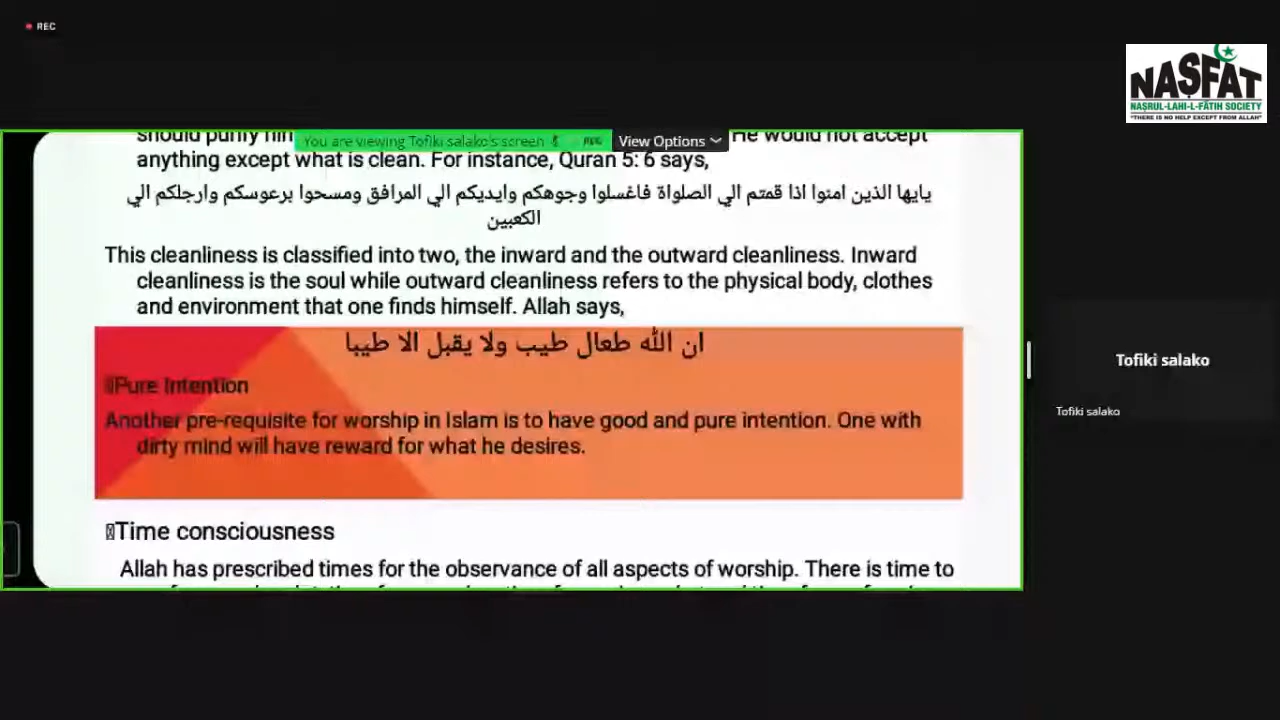 REC
NASFAT
NAṢRUL-LAHI-L-FĀTIH SOCIETY
"THERE IS NO HELP EXCEPT FROM ALLAH"
You are viewing Tofiki salako's screen
View Options
should purify He would not accept
anything except what is clean. For instance, Quran 5: 6 says,
يايها الذين امنوا اذا قمتم الي الصلواة فاغسلوا وجوهكم وايديكم الي المرافق ومسحوا برءوسكم وارجلكم الي
الكعبين
This cleanliness is classified into two, the inward and the outward cleanliness. Inward
cleanliness is the soul while outward cleanliness refers to the physical body, clothes
and environment that one finds himself. Allah says,
ان الله طعال طيب ولا يقبل الا طيبا
Pure Intention
Another pre-requisite for worship in Islam is to have good and pure intention. One with
dirty mind will have reward for what he desires.
Time consciousness
Allah has prescribed times for the observance of all aspects of worship. There is time to
Tofiki salako
Tofiki salako